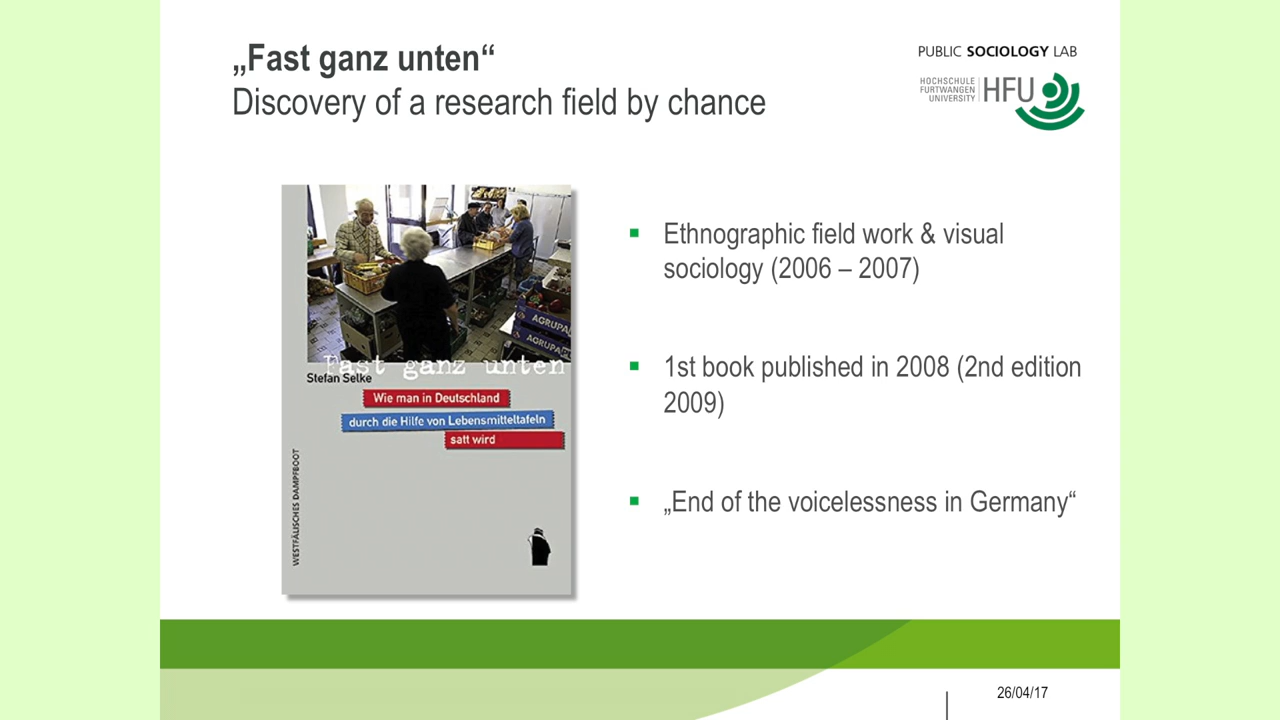 „Fast ganz unten“
Discovery of a research field by chance
PUBLIC SOCIOLOGY LAB
HOCHSCHULE
FURTWANGEN
UNIVERSITY
HFU
AGRUPA
AGRUPA
Fast ganz unten
Stefan Selke
Wie man in Deutschland
durch die Hilfe von Lebensmitteltafeln
satt wird
WESTFÄLISCHES DAMPFBOOT
▪ Ethnographic field work & visual
sociology (2006 – 2007)
▪ 1st book published in 2008 (2nd edition
2009)
▪ „End of the voicelessness in Germany“
26/04/17